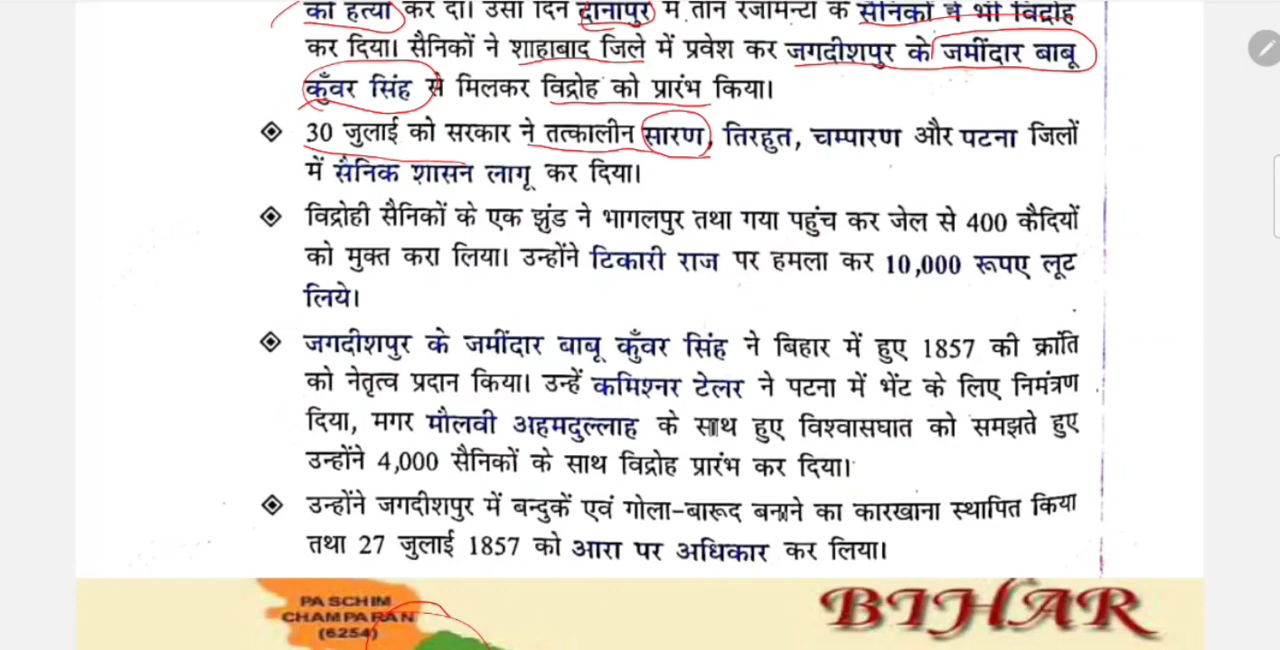 की हत्या कर दी। उसी दिन दानापुर में तीन रेजीमेन्टों के सैनिकों ने भी विद्रोह
कर दिया। सैनिकों ने शाहाबाद जिले में प्रवेश कर जगदीशपुर के जमींदार बाबू
कुँवर सिंह से मिलकर विद्रोह को प्रारंभ किया।
30 जुलाई को सरकार ने तत्कालीन सारण, तिरहुत, चम्पारण और पटना जिलों
में सैनिक शासन लागू कर दिया।
विद्रोही सैनिकों के एक झुंड ने भागलपुर तथा गया पहुंच कर जेल से 400 कैदियों
को मुक्त करा लिया। उन्होंने टिकारी राज पर हमला कर 10,000 रूपए लूट
लिये।
जगदीशपुर के जमींदार बाबू कुँवर सिंह ने बिहार में हुए 1857 की क्रांति
को नेतृत्व प्रदान किया। उन्हें कमिश्नर टेलर ने पटना में भेंट के लिए निमंत्रण
दिया, मगर मौलवी अहमदुल्लाह के साथ हुए विश्वासघात को समझते हुए
उन्होंने 4,000 सैनिकों के साथ विद्रोह प्रारंभ कर दिया।
उन्होंने जगदीशपुर में बन्दुकें एवं गोला-बारूद बनाने का कारखाना स्थापित किया
तथा 27 जुलाई 1857 को आरा पर अधिकार कर लिया।
PASCHIM
CHAMPARAN
(6254)
BIHAR